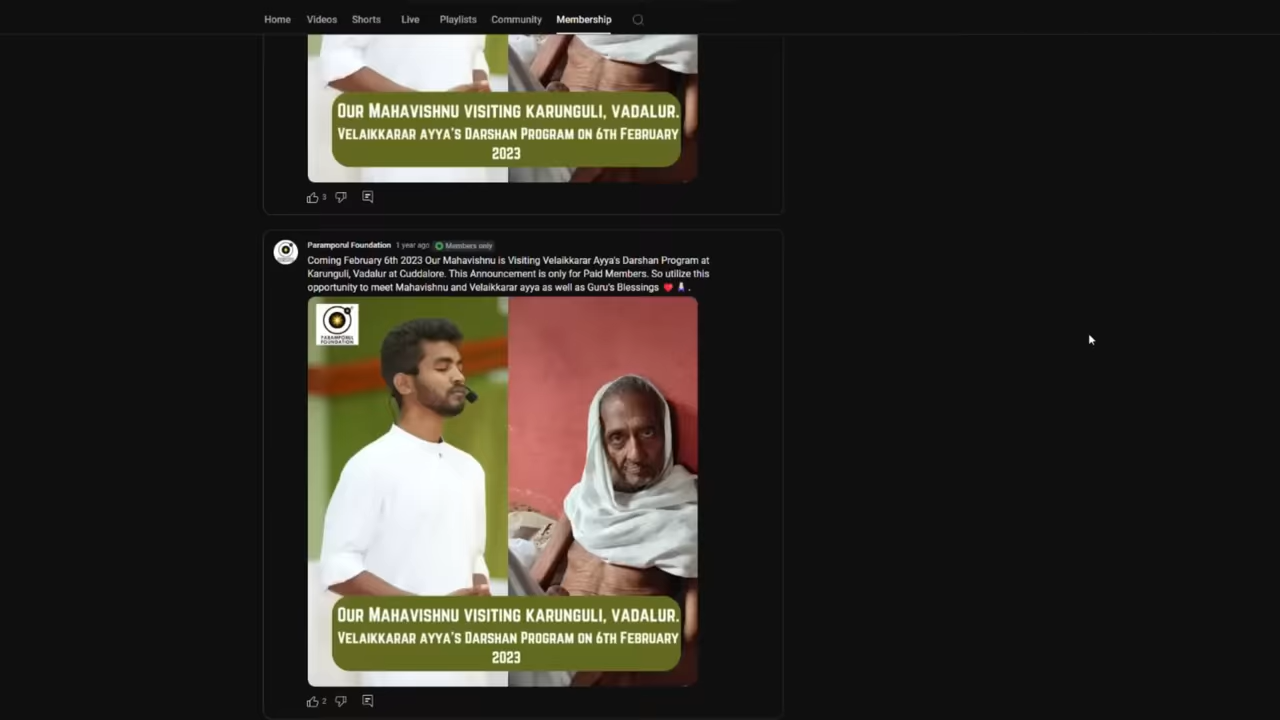 Home Videos Shorts Live Playlists Community Membership
OUR MAHAVISHNU VISITING KARUNGULI, VADALUR.
VELAIKKARAR AYYA'S DARSHAN PROGRAM ON 6TH FEBRUARY
2023
3
Paramporul Foundation 1 year ago Members only
Coming February 6th 2023 Our Mahavishnu is Visiting Velaikkarar Ayya's Darshan Program at
Karunguli, Vadalur at Cuddalore. This Announcement is only for Paid Members. So utilize this
opportunity to meet Mahavishnu and Velaikkarar ayya as well as Guru's Blessings ❤️ .
PARAMPORUL
FOUNDATION
OUR MAHAVISHNU VISITING KARUNGULI, VADALUR.
VELAIKKARAR AYYA'S DARSHAN PROGRAM ON 6TH FEBRUARY
2023
2